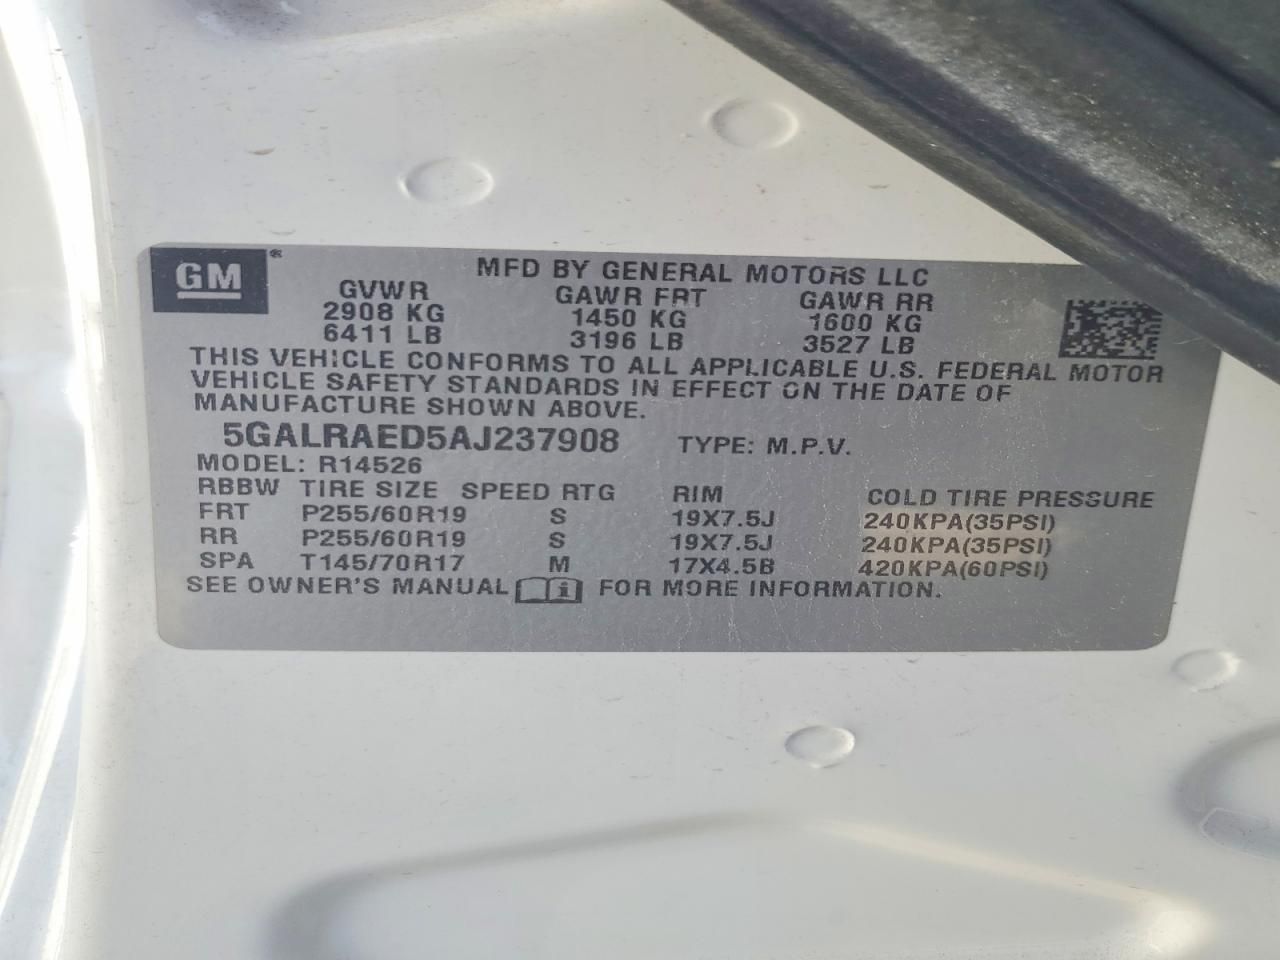 GM ®
MFD BY GENERAL MOTORS LLC
GVWR GAWR FRT GAWR RR
2908 KG 1450 KG 1600 KG
6411 LB 3196 LB 3527 LB
THIS VEHICLE CONFORMS TO ALL APPLICABLE U.S. FEDERAL MOTOR
VEHICLE SAFETY STANDARDS IN EFFECT ON THE DATE OF
MANUFACTURE SHOWN ABOVE.
5GALRAED5AJ237908 TYPE: M.P.V.
MODEL: R14526
RBBW TIRE SIZE SPEED RTG RIM COLD TIRE PRESSURE
FRT P255/60R19 S 19X7.5J 240KPA(35PSI)
RR P255/60R19 S 19X7.5J 240KPA(35PSI)
SPA T145/70R17 M 17X4.5B 420KPA(60PSI)
SEE OWNER'S MANUAL i FOR MORE INFORMATION.